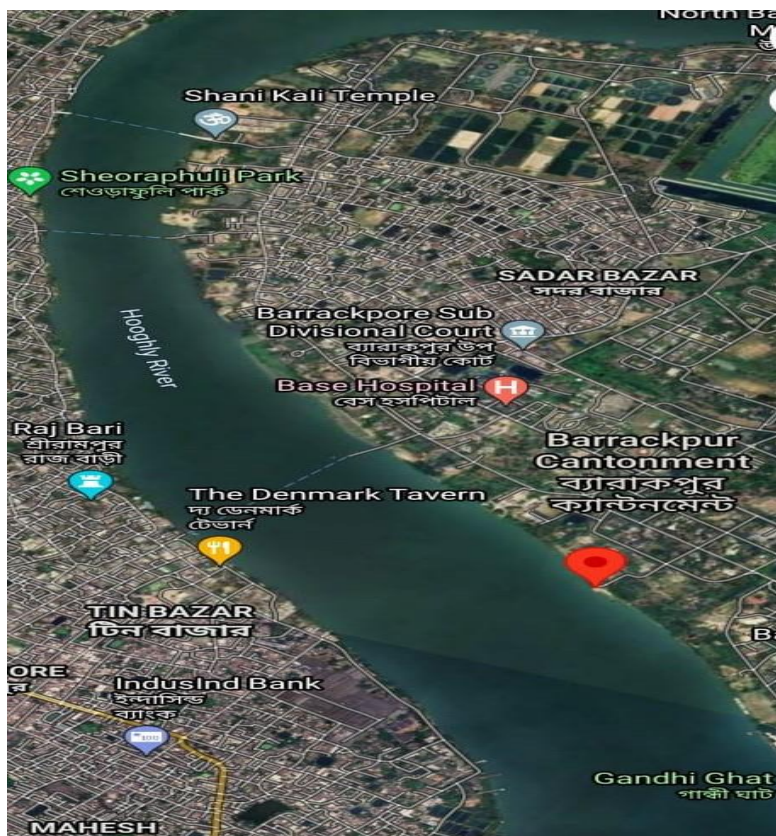 North Ba
M
Shani Kali Temple
Sheoraphuli Park
শেওড়াফুলি পার্ক
SADAR BAZAR
সদর বাজার
Barrackpore Sub
Divisional Court
ব্যারাকপুর উপ
বিভাগীয় কোর্ট
Hooghly River
Base Hospital
বেস হসপিটাল
Raj Bari
শ্রীরামপুর
রাজ বাড়ী
Barrackpur
Cantonment
ব্যারাকপুর
ক্যান্টনমেন্ট
The Denmark Tavern
দ্য ডেনমার্ক
টেভার্ন
TIN BAZAR
টিন বাজার
B
ORE
পুর
IndusInd Bank
ইন্দাসিন্ড
ব্যাংক
Gandhi Ghat
গান্ধী ঘাট
MAHESH